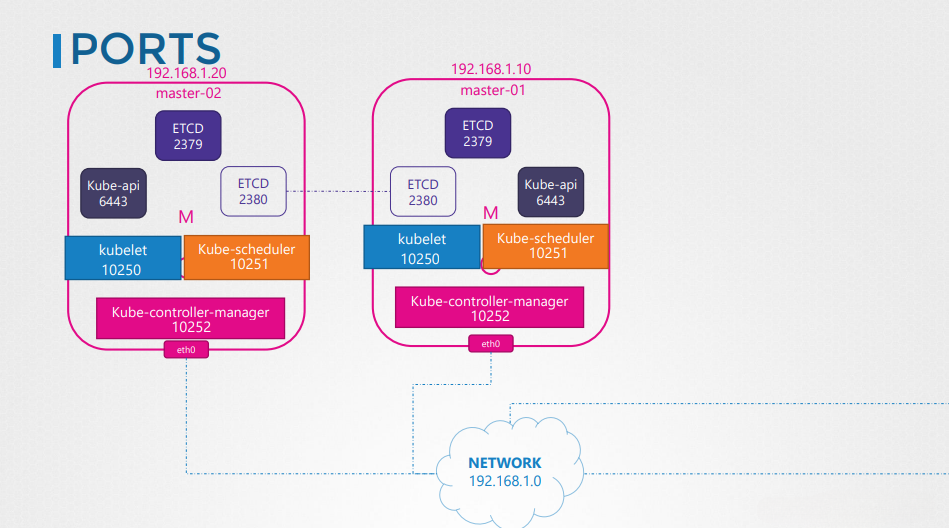 PORTS
192.168.1.20
master-02
ETCD
2379
Kube-api
6443
ETCD
2380
M
kubelet
10250
Kube-scheduler
10251
Kube-controller-manager
10252
eth0
192.168.1.10
master-01
ETCD
2379
ETCD
2380
Kube-api
6443
M
kubelet
10250
Kube-scheduler
10251
Kube-controller-manager
10252
eth0
NETWORK
192.168.1.0